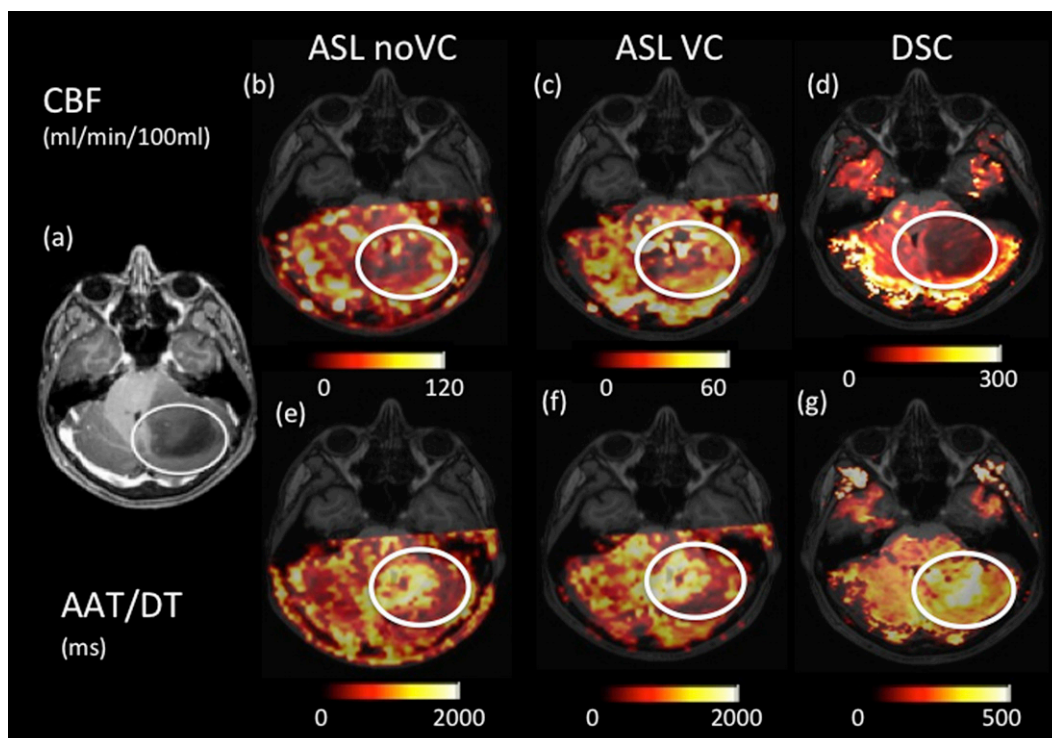 ASL noVC
ASL VC
DSC
CBF
(ml/min/100ml)
(a)
(b)
(c)
(d)
0
120
0
60
0
300
(e)
(f)
(g)
AAT/DT
(ms)
0
2000
0
2000
0
500